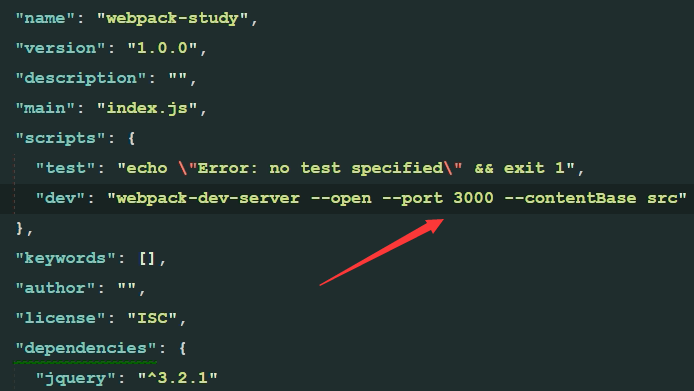 "name": "webpack-study",
"version": "1.0.0",
"description": "",
"main": "index.js",
"scripts": {
"test": "echo \"Error: no test specified\" && exit 1",
"dev": "webpack-dev-server --open --port 3000 --contentBase src"
},
"keywords": [],
"author": "",
"license": "ISC",
"dependencies": {
"jquery": "^3.2.1"